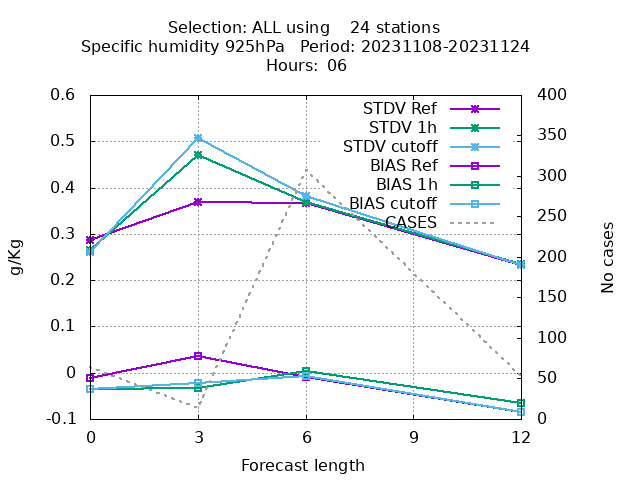 Selection: ALL using    24 stations
Specific humidity 925hPa   Period: 20231108-20231124
Hours: 06
0.6
0.5
0.4
0.3
0.2
0.1
0
-0.1
g/Kg
STDV Ref
STDV 1h
STDV cutoff
BIAS Ref
BIAS 1h
BIAS cutoff
CASES
400
350
300
250
200
150
100
50
0
No cases
0 3 6 9 12
Forecast length